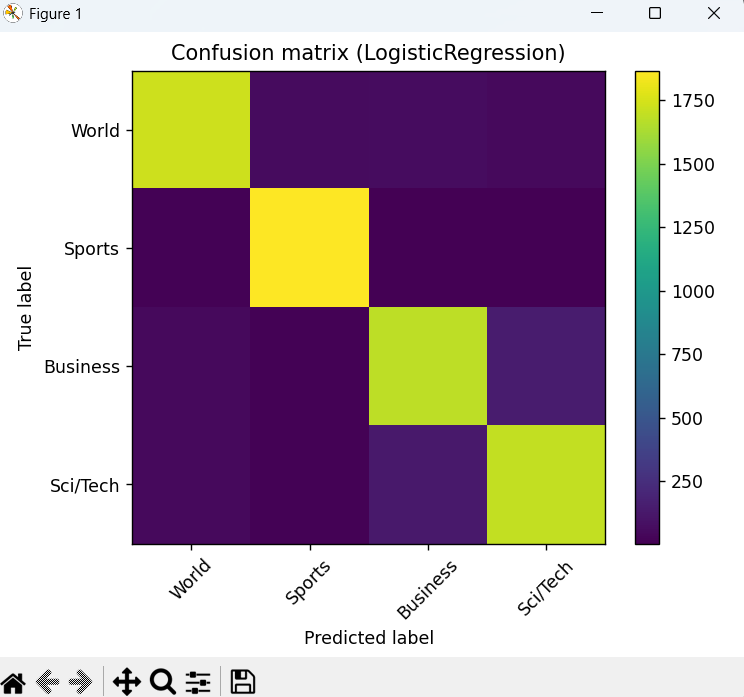 Figure 1
Confusion matrix (LogisticRegression)
World
Sports
Business
Sci/Tech
True label
World
Sports
Business
Sci/Tech
Predicted label
1750
1500
1250
1000
750
500
250